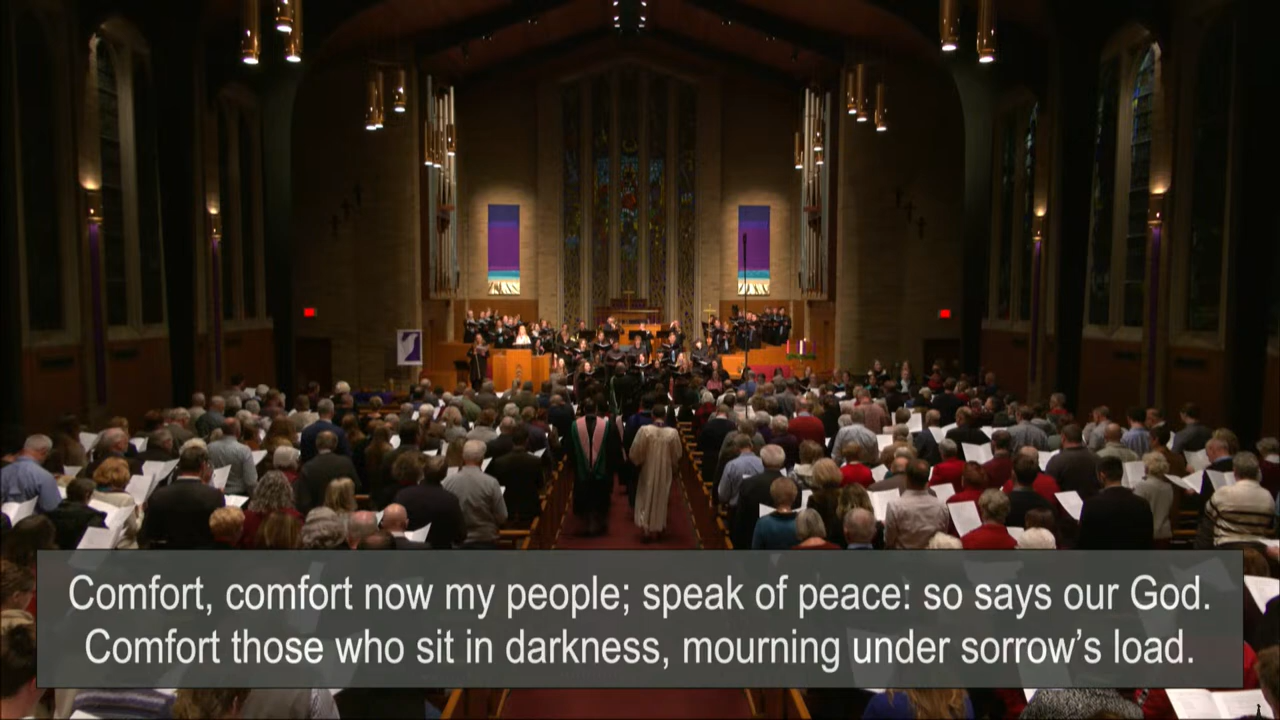 Comfort, comfort now my people; speak of peace: so says our God.
Comfort those who sit in darkness, mourning under sorrow’s load.